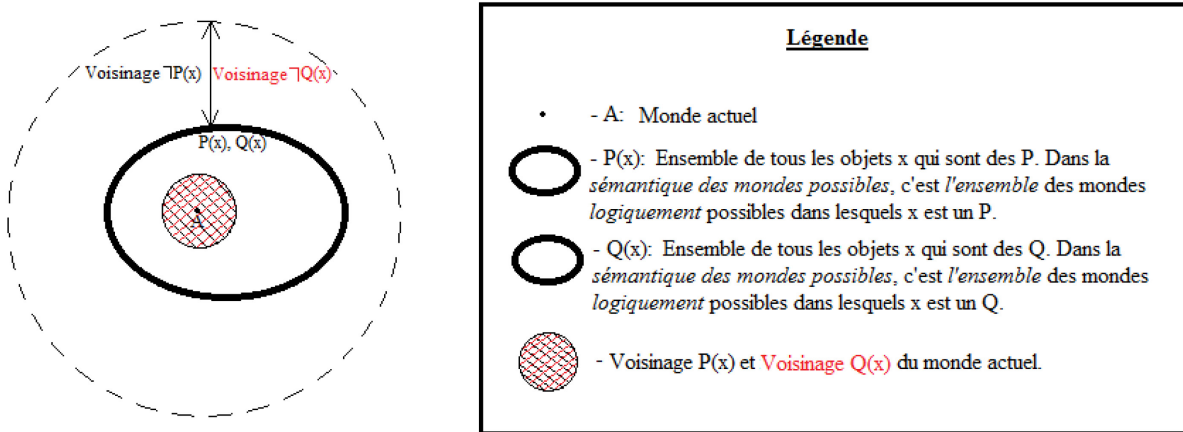 Voisinage ⅂P(x) Voisinage ⅂Q(x)
P(x), Q(x)
A
Légende
- A: Monde actuel
- P(x): Ensemble de tous les objets x qui sont des P. Dans la
sémantique des mondes possibles, c'est l'ensemble des mondes
logiquement possibles dans lesquels x est un P.
- Q(x): Ensemble de tous les objets x qui sont des Q. Dans la
sémantique des mondes possibles, c'est l'ensemble des mondes
logiquement possibles dans lesquels x est un Q.
- Voisinage P(x) et Voisinage Q(x) du monde actuel.